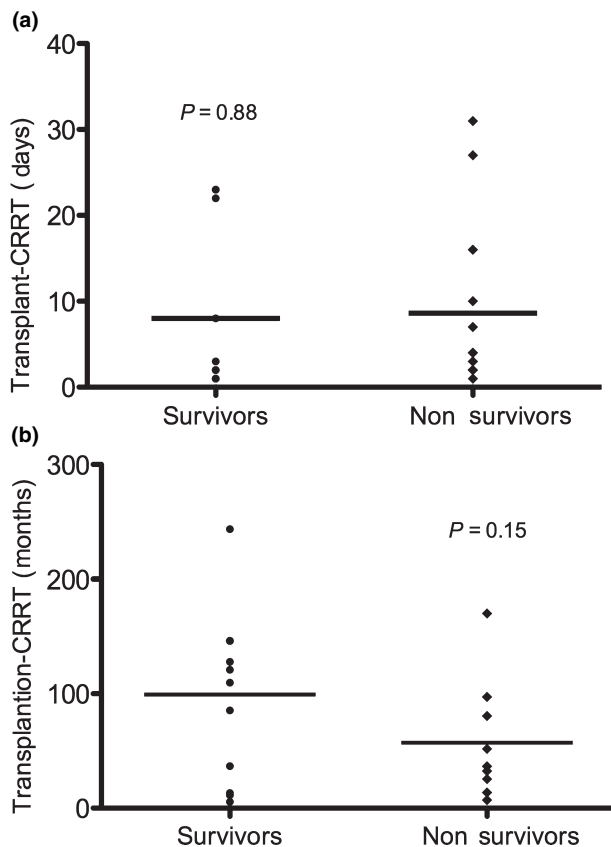 (a)
40
30
20
10
0
Transplant-CRRT ( days)
P = 0.88
Survivors
Non survivors
(b)
300
200
100
0
Transplantion-CRRT (months)
P = 0.15
Survivors
Non survivors